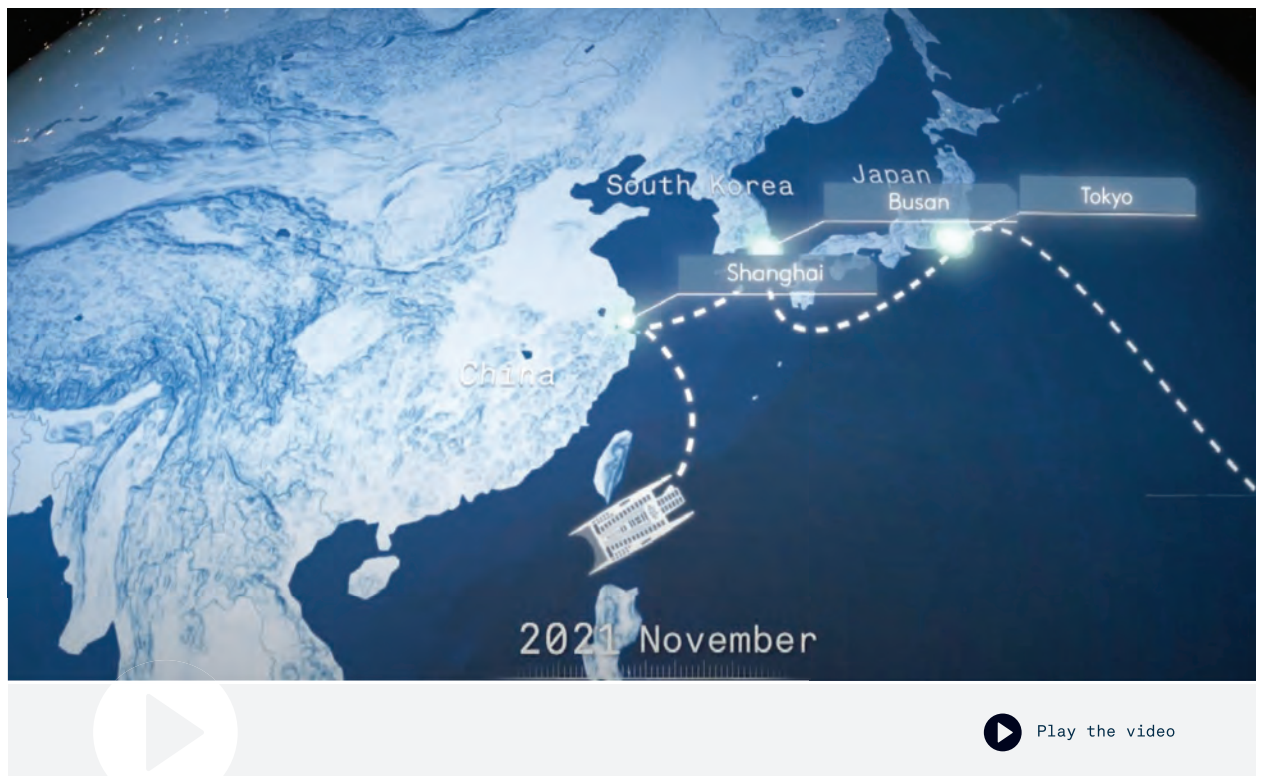 South Korea
Japan
Busan
Tokyo
Shanghai
China
2021 November
Play the video